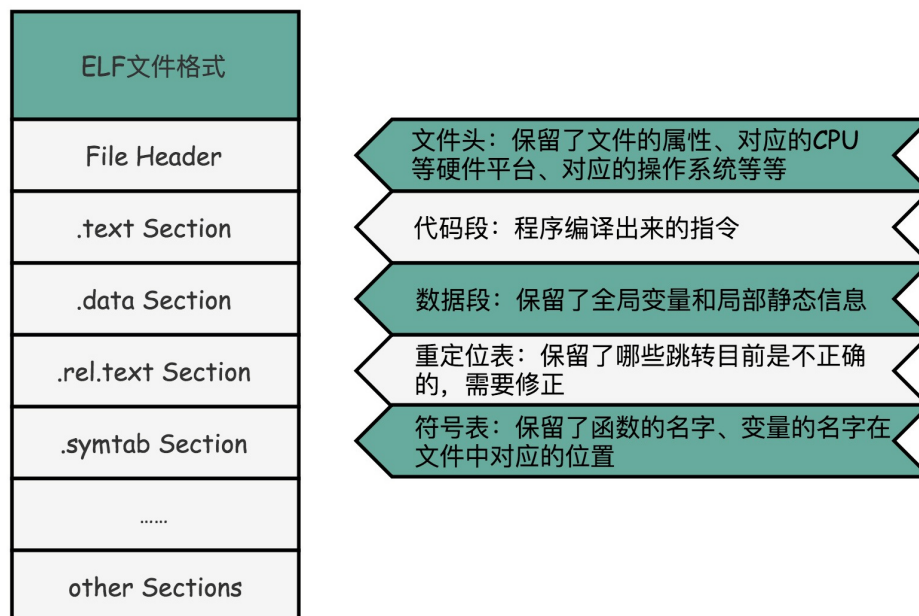 ELF文件格式
File Header
文件头：保留了文件的属性、对应的CPU
等硬件平台、对应的操作系统等等
.text Section
代码段：程序编译出来的指令
.data Section
数据段：保留了全局变量和局部静态信息
.rel.text Section
重定位表：保留了哪些跳转目前是不正确
的，需要修正
.symtab Section
符号表：保留了函数的名字、变量的名字在
文件中对应的位置
……
other Sections